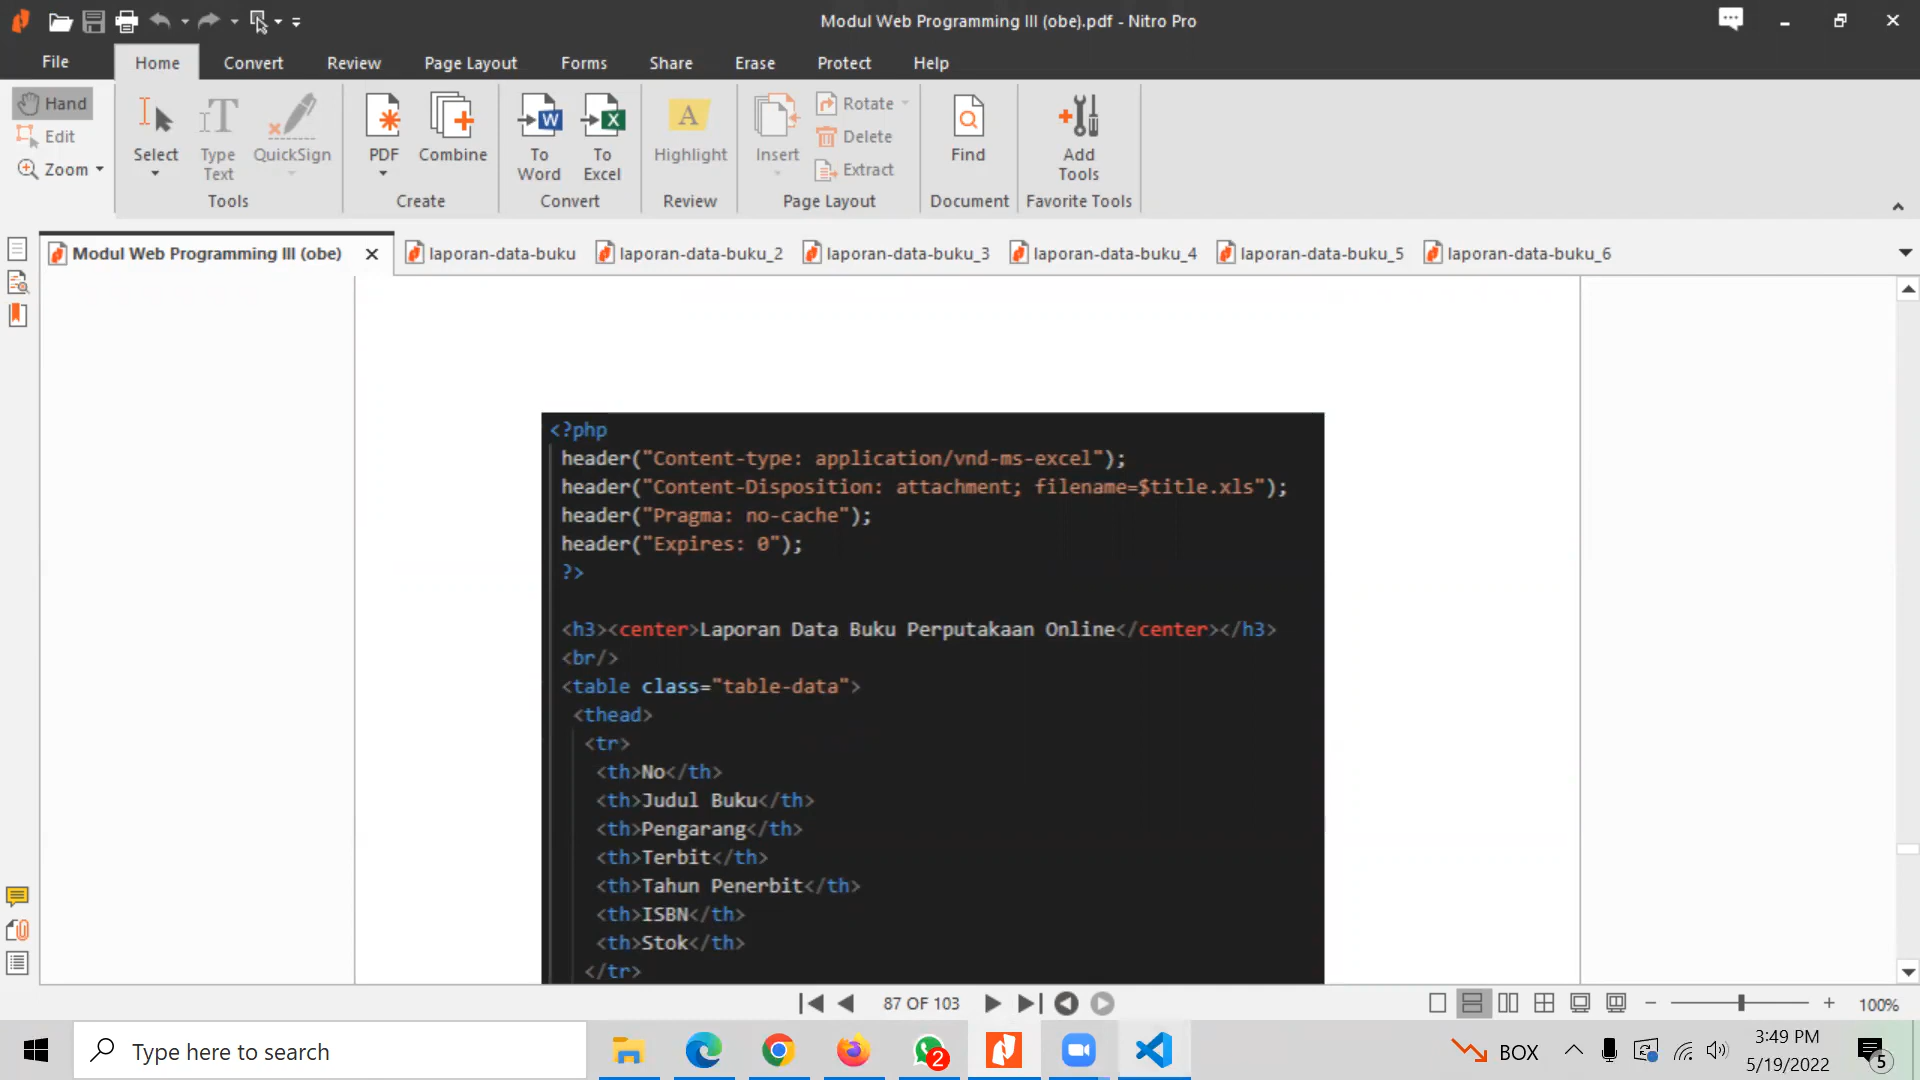 Modul Web Programming III (obe).pdf - Nitro Pro
File Home Convert Review Page Layout Forms Share Erase Protect Help
Hand
Edit
Zoom
Select
Type Text
QuickSign
Tools
PDF
Combine
Create
To Word
To Excel
Convert
Highlight
Review
Insert
Rotate
Delete
Extract
Page Layout
Find
Document
Add Tools
Favorite Tools
Modul Web Programming III (obe) laporan-data-buku laporan-data-buku_2 laporan-data-buku_3 laporan-data-buku_4 laporan-data-buku_5 laporan-data-buku_6
<?php
header("Content-type: application/vnd-ms-excel");
header("Content-Disposition: attachment; filename=$title.xls");
header("Pragma: no-cache");
header("Expires: 0");
?>
<h3><center>Laporan Data Buku Perputakaan Online</center></h3>
<br/>
<table class="table-data">
<thead>
<tr>
<th>No</th>
<th>Judul Buku</th>
<th>Pengarang</th>
<th>Terbit</th>
<th>Tahun Penerbit</th>
<th>ISBN</th>
<th>Stok</th>
</tr>
87 OF 103
100%
Type here to search
2
BOX
3:49 PM
5/19/2022
5